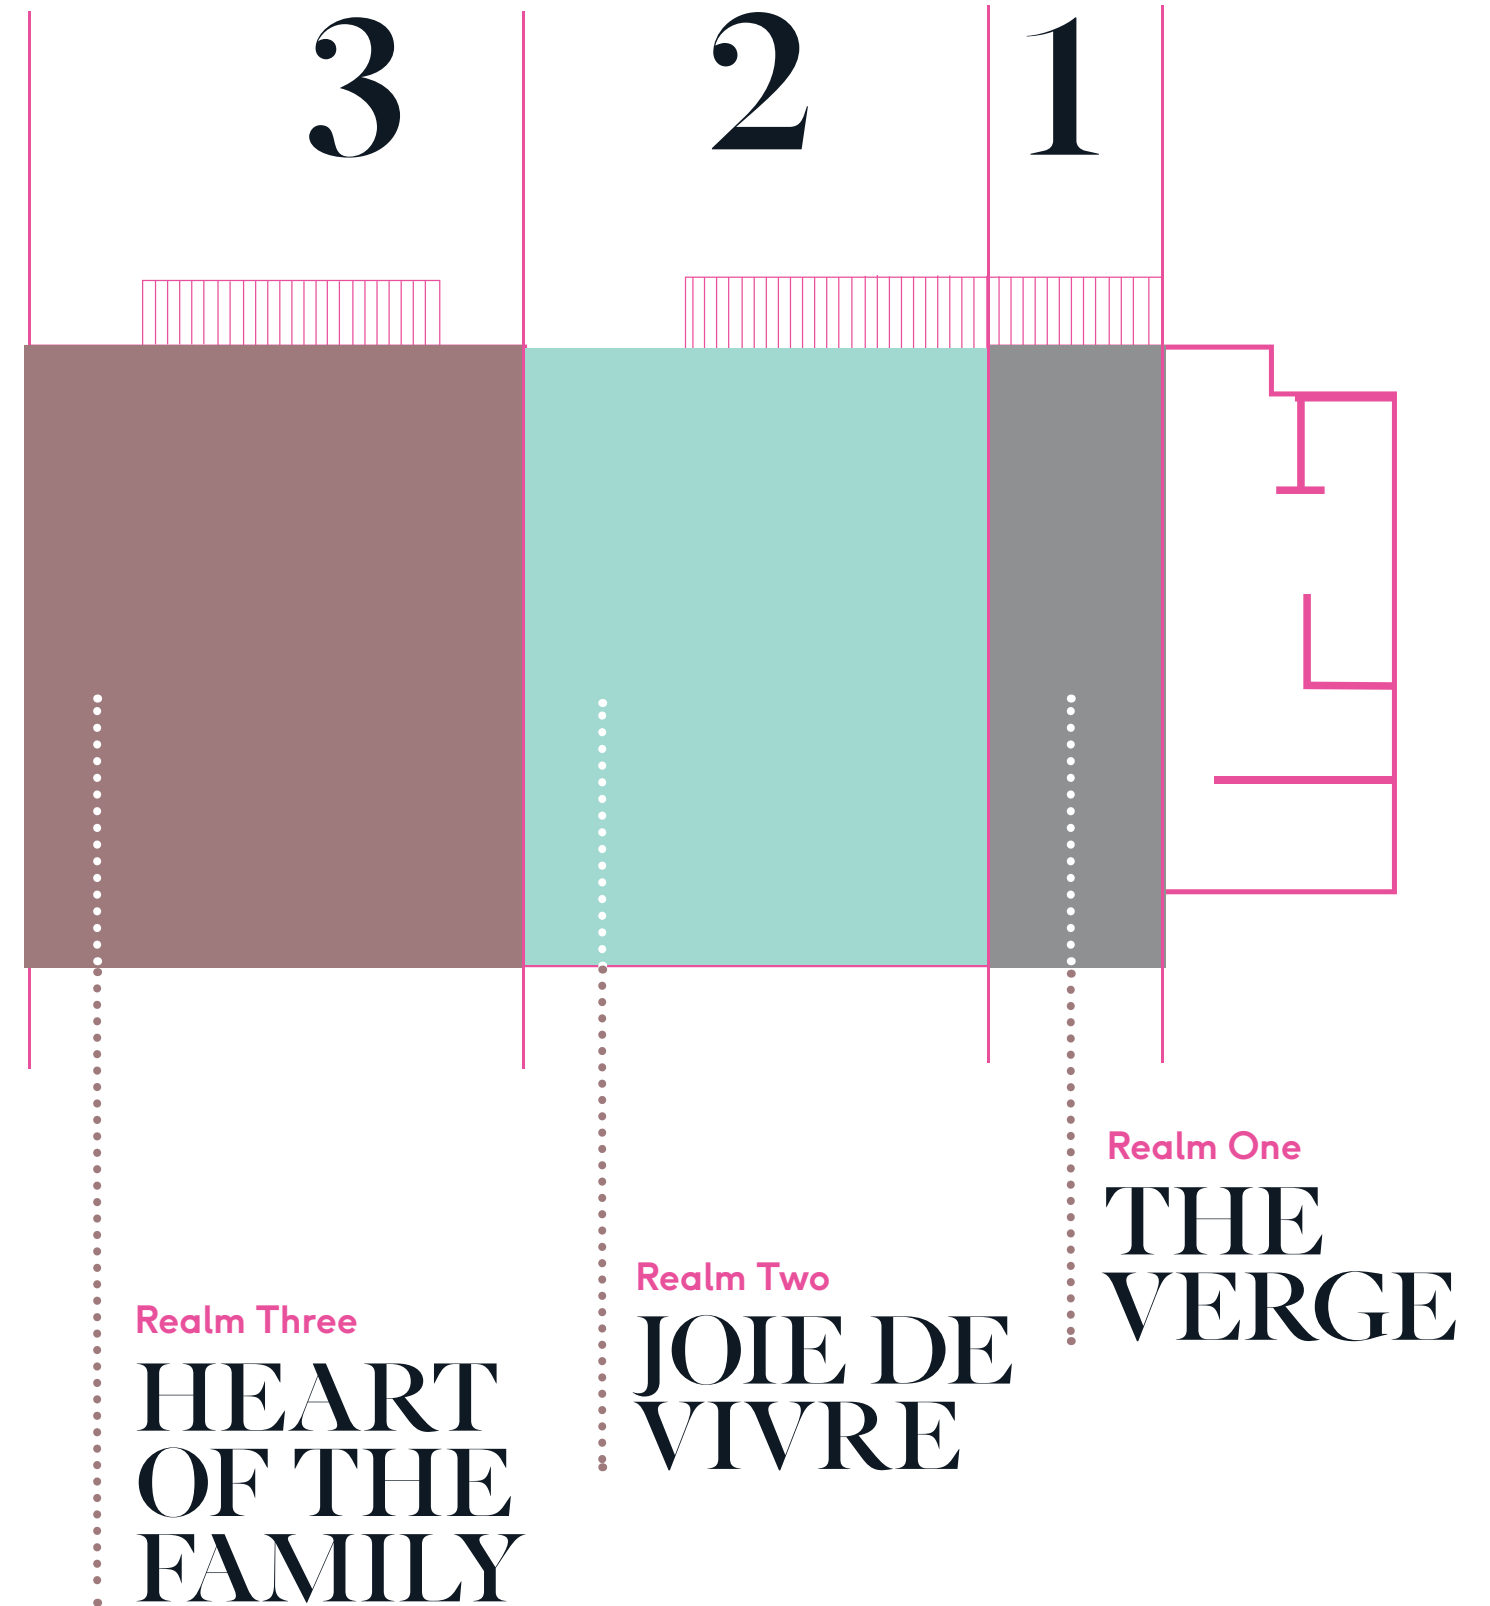 3
2
1
Realm One
THE
VERGE
Realm Two
JOIE DE
VIVRE
Realm Three
HEART
OF THE
FAMILY